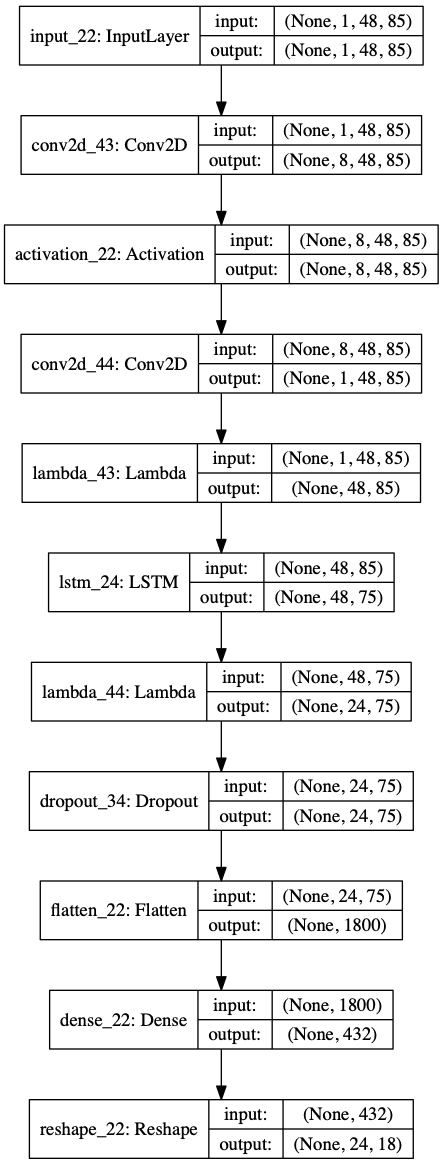 input_22: InputLayer input: (None, 1, 48, 85)
output: (None, 1, 48, 85)
conv2d_43: Conv2D input: (None, 1, 48, 85)
output: (None, 8, 48, 85)
activation_22: Activation input: (None, 8, 48, 85)
output: (None, 8, 48, 85)
conv2d_44: Conv2D input: (None, 8, 48, 85)
output: (None, 1, 48, 85)
lambda_43: Lambda input: (None, 1, 48, 85)
output: (None, 48, 85)
lstm_24: LSTM input: (None, 48, 85)
output: (None, 48, 75)
lambda_44: Lambda input: (None, 48, 75)
output: (None, 24, 75)
dropout_34: Dropout input: (None, 24, 75)
output: (None, 24, 75)
flatten_22: Flatten input: (None, 24, 75)
output: (None, 1800)
dense_22: Dense input: (None, 1800)
output: (None, 432)
reshape_22: Reshape input: (None, 432)
output: (None, 24, 18)